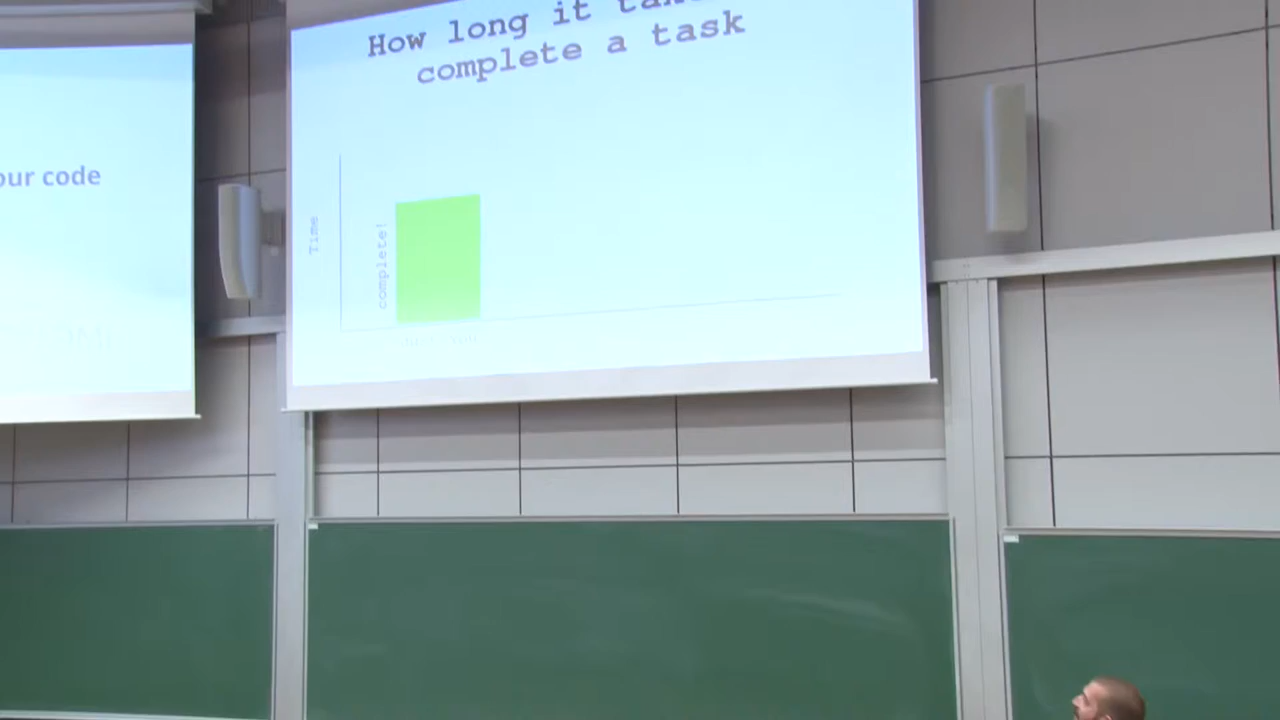 our code
How long it
complete a task
Time
complete!